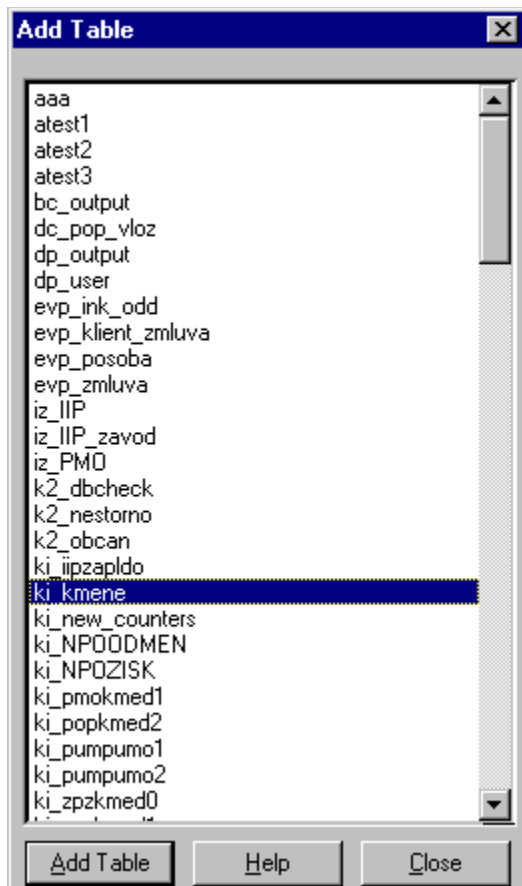 Add Table
aaa
atest1
atest2
atest3
bc_output
dc_pop_vloz
dp_output
dp_user
evp_ink_odd
evp_klient_zmluva
evp_posoba
evp_zmluva
iz_IIP
iz_IIP_zavod
iz_PMO
k2_dbcheck
k2_nestorno
k2_obcan
ki_iipzapldo
ki_kmene
ki_new_counters
ki_NPOODMEN
ki_NPOZISK
ki_pmokmed1
ki_popkmed2
ki_pumpumo1
ki_pumpumo2
ki_zpzkmed0
Add Table Help Close